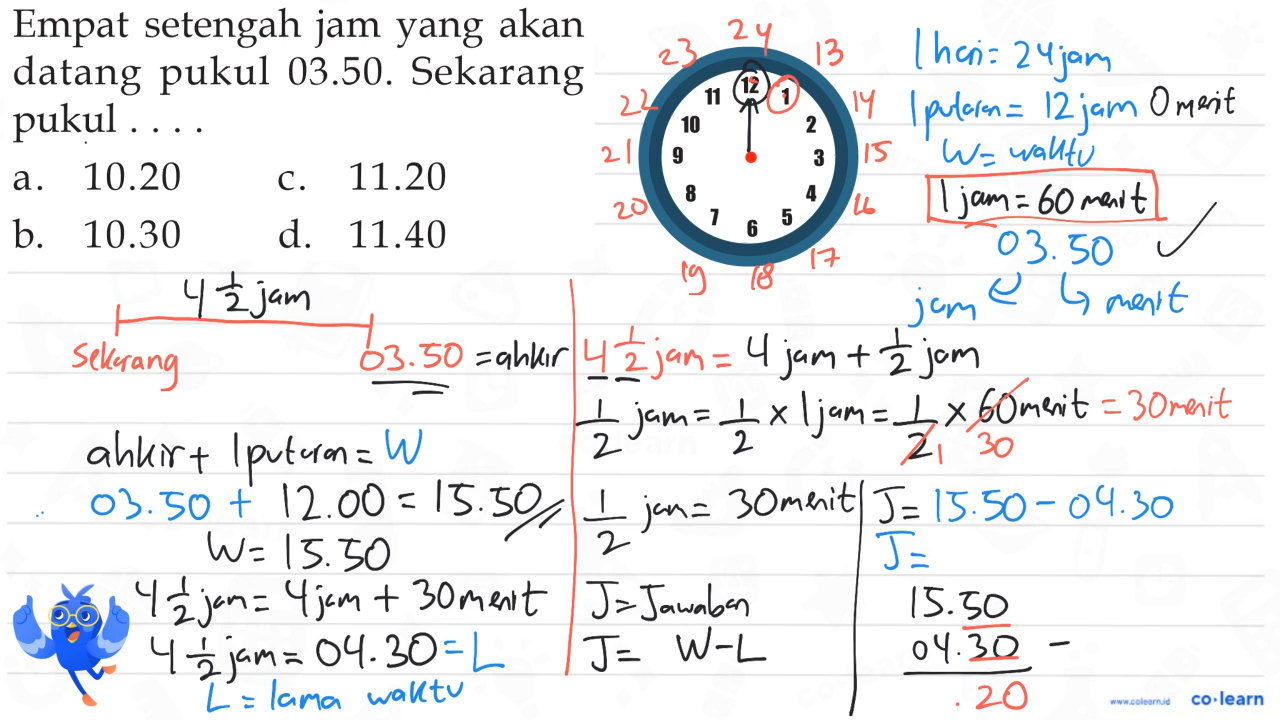 Empat setengah jam yang akan
datang pukul 03.50. Sekarang
pukul . . . .
a. 10.20 c. 11.20
b. 10.30 d. 11.40
24
23 13
22 14
21 15
20 16
19 18 17
12
11 1
10 2
9 3
8 4
7 6 5
1 hari = 24 jam
1 putaran = 12 jam 0 menit
W = waktu
1 jam = 60 menit
03.50
jam menit
4 1/2 jam
Sekarang 03.50 = ahkir
ahkir + 1 putaran = W
03.50 + 12.00 = 15.50
W = 15.50
4 1/2 jam = 4 jam + 30 menit
4 1/2 jam = 04.30 = L
L = lama waktu
4 1/2 jam = 4 jam + 1/2 jam
1/2 jam = 1/2 × 1 jam = 1/2 × 60 menit = 30 menit
1 30
1/2 jam = 30 menit
J = Jawaban
J = W - L
J = 15.50 - 04.30
J =
15.50
04.30 -
.20
www.colearn.id co·learn